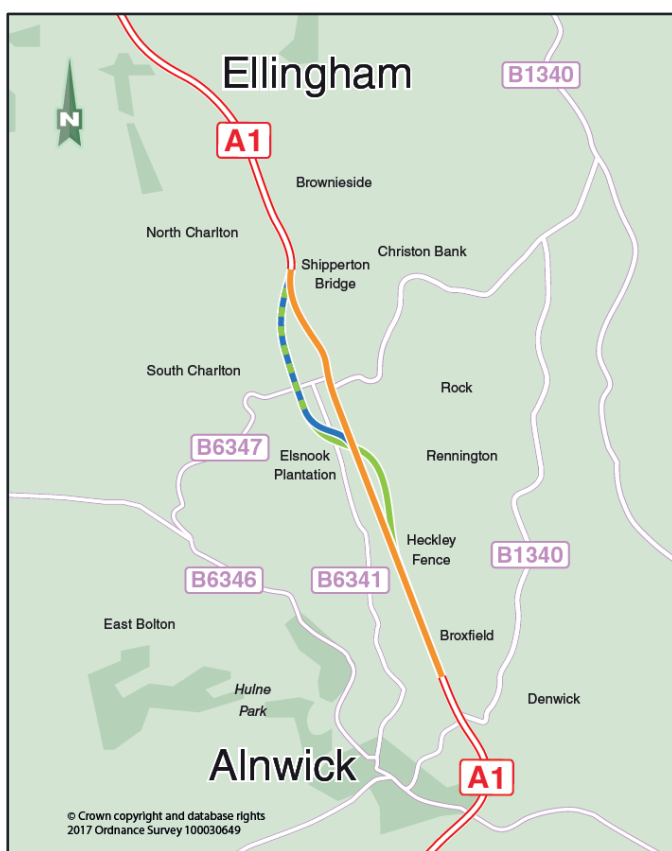 Ellingham
B1340
N
A1
Brownieside
North Charlton
Christon Bank
Shipperton
Bridge
South Charlton
Rock
B6347
Elsnook
Plantation
Rennington
Heckley
Fence
B1340
B6346
B6341
East Bolton
Broxfield
Hulne
Park
Denwick
Alnwick
A1
© Crown copyright and database rights
2017 Ordnance Survey 100030649